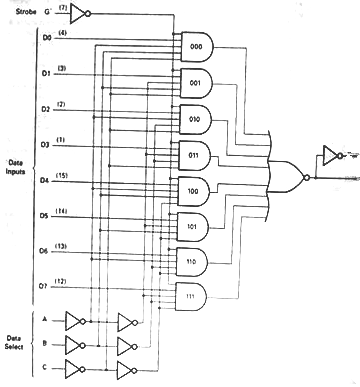 Strobe G' (7)
D0 (4)
000
D1 (3)
001
D2 (2)
010
D3 (1)
011
Data
Inputs
D4 (15)
100
D5 (14)
101
D6 (13)
110
D7 (12)
111
A
Data
Select
B
C